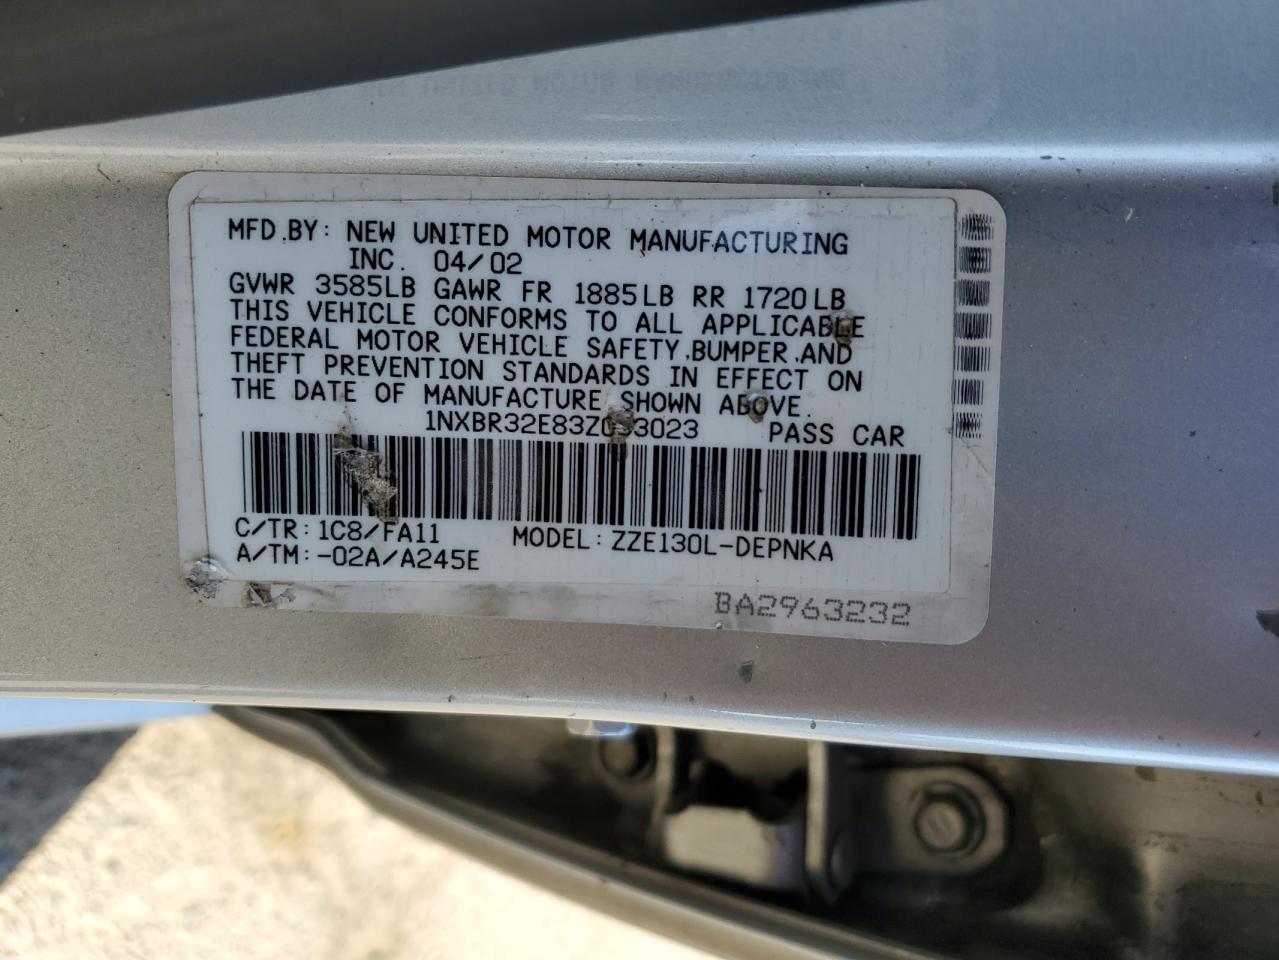 MFD.BY: NEW UNITED MOTOR MANUFACTURING
INC. 04/02
GVWR 3585LB GAWR FR 1885LB RR 1720LB
THIS VEHICLE CONFORMS TO ALL APPLICABLE
FEDERAL MOTOR VEHICLE SAFETY,BUMPER,AND
THEFT PREVENTION STANDARDS IN EFFECT ON
THE DATE OF MANUFACTURE SHOWN ABOVE.
PASS CAR
C/TR: 1C8/FA11 MODEL: ZZE130L-DEPNKA
A/TM: -02A/A245E
BA2963232